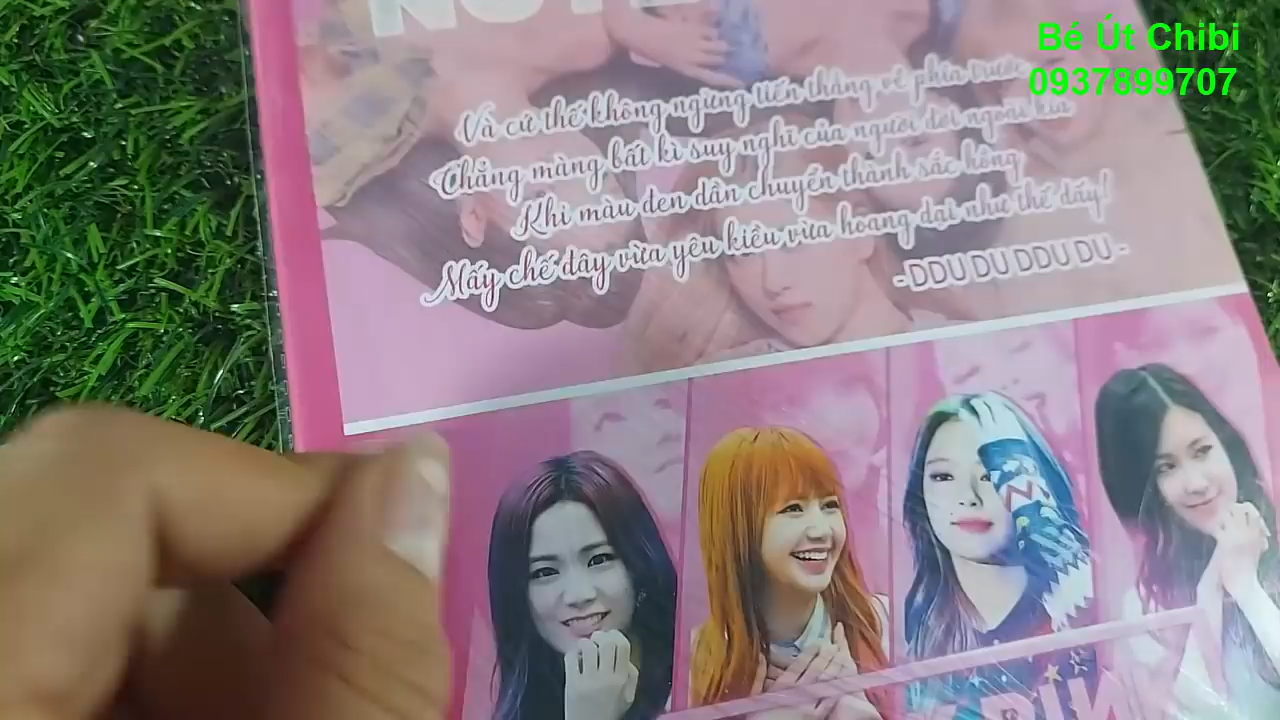 NOTE
Bé Út Chibi
0937899707
Và cứ thế không ngừng tiến thẳng về phía trước
Chẳng màng bất kì suy nghĩ của người đời ngoài kia
Khi màu đen dần chuyển thành sắc hồng
Mấy chế đây vừa yêu kiều vừa hoang dại như thế đấy!
- DDU DU DDU DU -